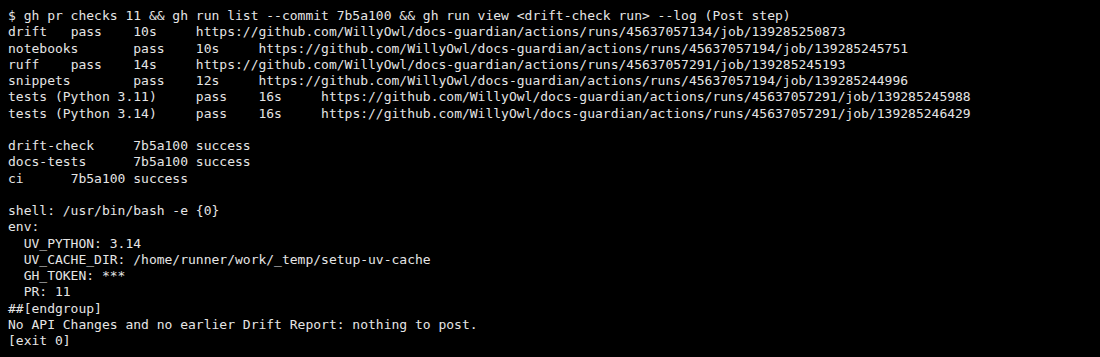 $ gh pr checks 11 && gh run list --commit 7b5a100 && gh run view <drift-check run> --log (Post step)
drift	pass	10s	https://github.com/WillyOwl/docs-guardian/actions/runs/45637057134/job/139285250873
notebooks	pass	10s	https://github.com/WillyOwl/docs-guardian/actions/runs/45637057194/job/139285245751
ruff	pass	14s	https://github.com/WillyOwl/docs-guardian/actions/runs/45637057291/job/139285245193
snippets	pass	12s	https://github.com/WillyOwl/docs-guardian/actions/runs/45637057194/job/139285244996
tests (Python 3.11)	pass	16s	https://github.com/WillyOwl/docs-guardian/actions/runs/45637057291/job/139285245988
tests (Python 3.14)	pass	16s	https://github.com/WillyOwl/docs-guardian/actions/runs/45637057291/job/139285246429

drift-check	7b5a100 success
docs-tests	7b5a100 success
ci	7b5a100 success

shell: /usr/bin/bash -e {0}
env:
  UV_PYTHON: 3.14
  UV_CACHE_DIR: /home/runner/work/_temp/setup-uv-cache
  GH_TOKEN: ***
  PR: 11
##[endgroup]
No API Changes and no earlier Drift Report: nothing to post.
[exit 0]